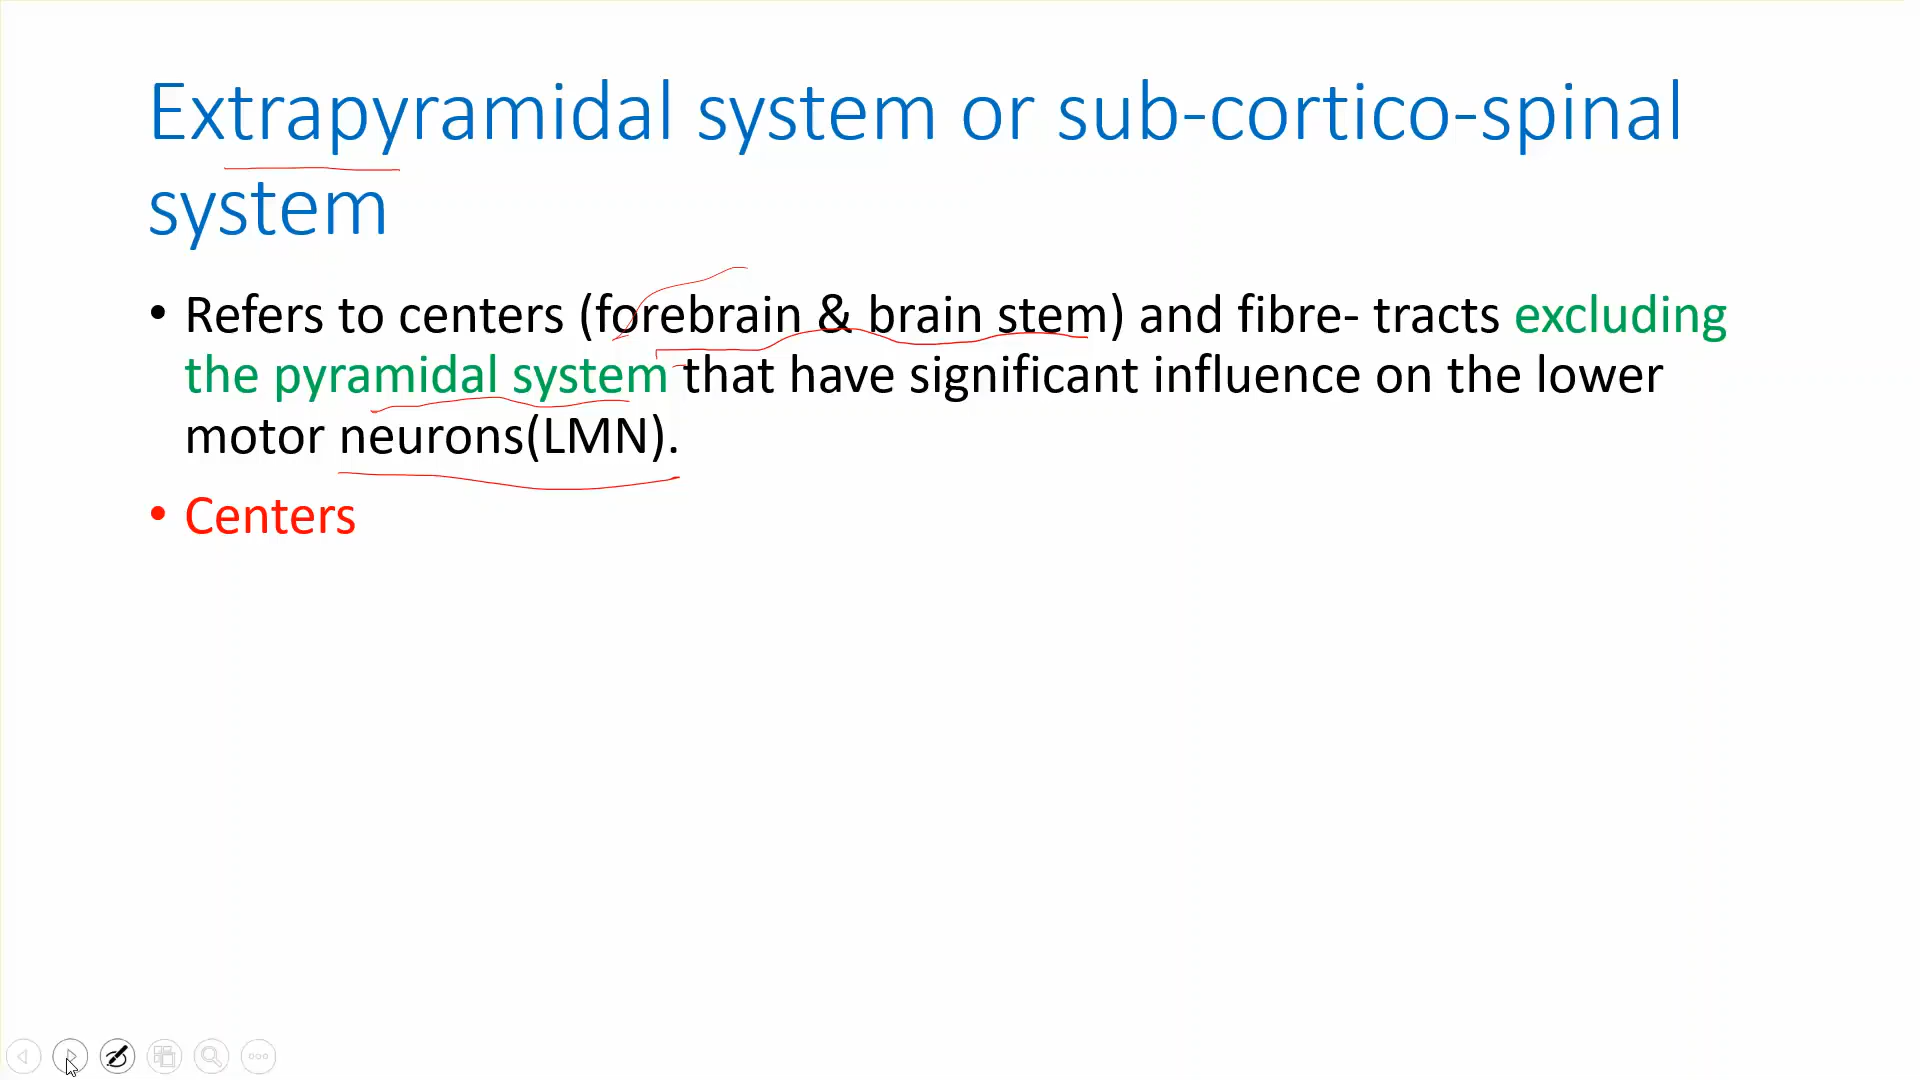 Extrapyramidal system or sub-cortico-spinal
system
• Refers to centers (forebrain & brain stem) and fibre- tracts excluding
the pyramidal system that have significant influence on the lower
motor neurons(LMN).
• Centers